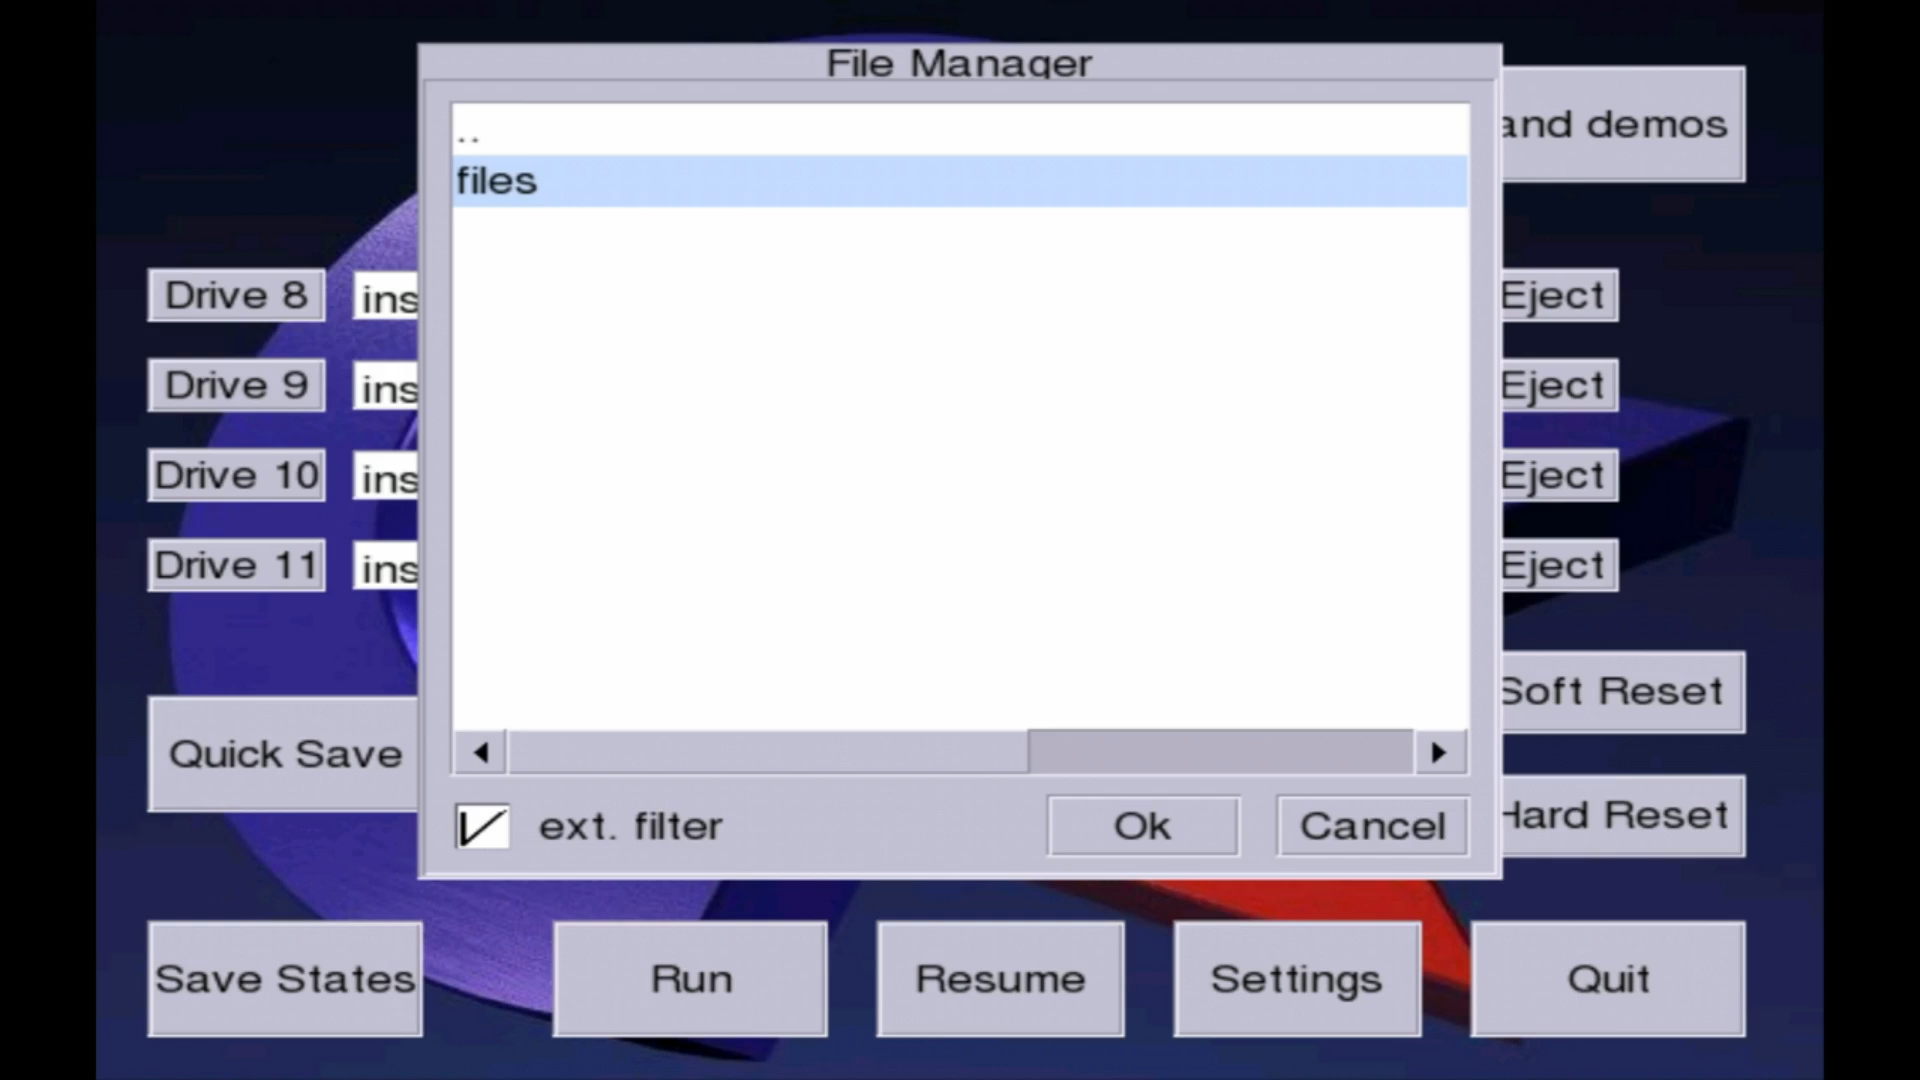 File Manager
..
files
ext. filter
Ok
Cancel
and demos
Drive 8
ins
Eject
Drive 9
ins
Eject
Drive 10
ins
Eject
Drive 11
ins
Eject
Quick Save
Soft Reset
Hard Reset
Save States
Run
Resume
Settings
Quit